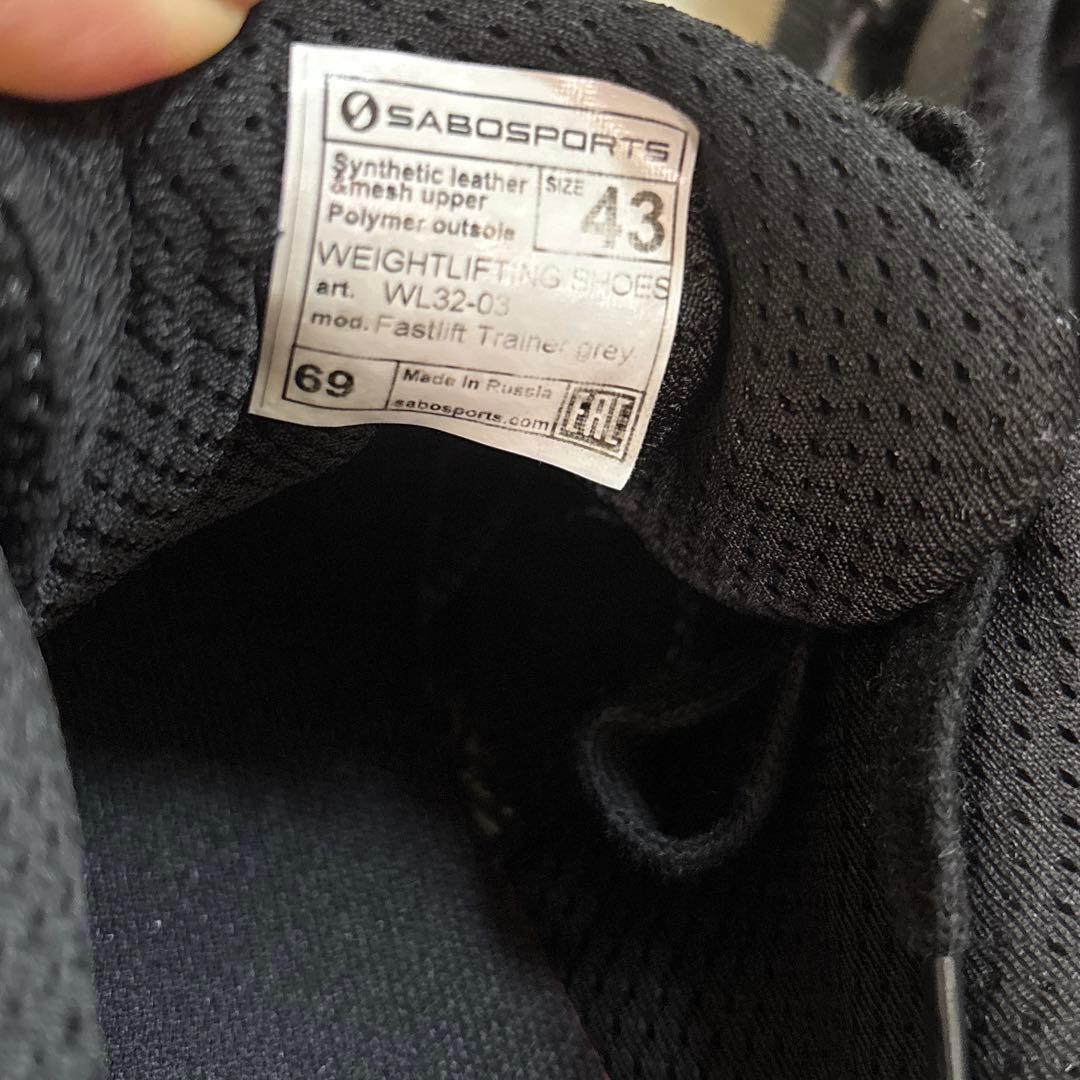 SABOSPORTS
Synthetic leather
&mesh upper
Polymer outsole
SIZE 43
WEIGHTLIFTING SHOES
art. WL32-03
mod. Fastlift Trainer grey
69
Made in Russia
sabosports.com
EAC